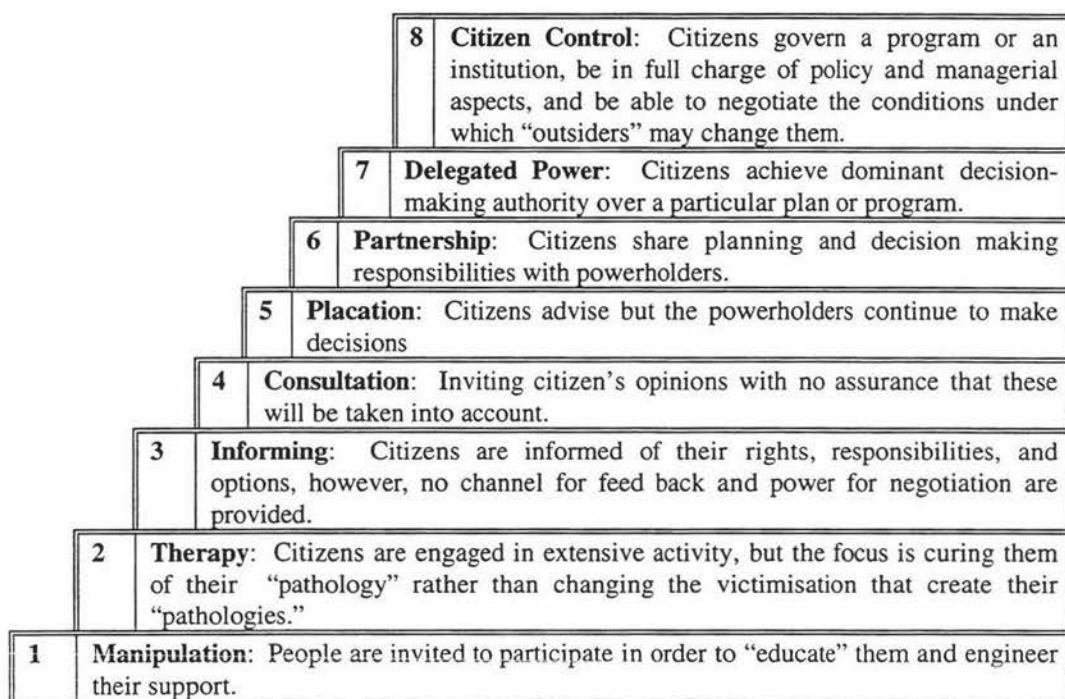 8 Citizen Control: Citizens govern a program or an
institution, be in full charge of policy and managerial
aspects, and be able to negotiate the conditions under
which “outsiders” may change them.
7 Delegated Power: Citizens achieve dominant decision-
making authority over a particular plan or program.
6 Partnership: Citizens share planning and decision making
responsibilities with powerholders.
5 Placation: Citizens advise but the powerholders continue to make
decisions
4 Consultation: Inviting citizen’s opinions with no assurance that these
will be taken into account.
3 Informing: Citizens are informed of their rights, responsibilities, and
options, however, no channel for feed back and power for negotiation are
provided.
2 Therapy: Citizens are engaged in extensive activity, but the focus is curing them
of their “pathology” rather than changing the victimisation that create their
“pathologies.”
1 Manipulation: People are invited to participate in order to “educate” them and engineer
their support.